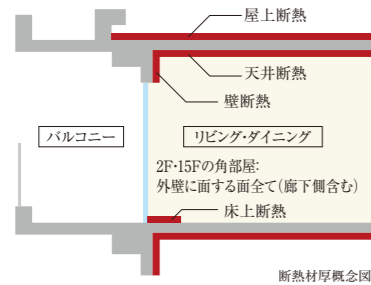 屋上断熱
天井断熱
壁断熱
バルコニー
リビング・ダイニング
2F・15Fの角部屋:
外壁に面する面全て(廊下側含む)
床上断熱
断熱材厚概念図